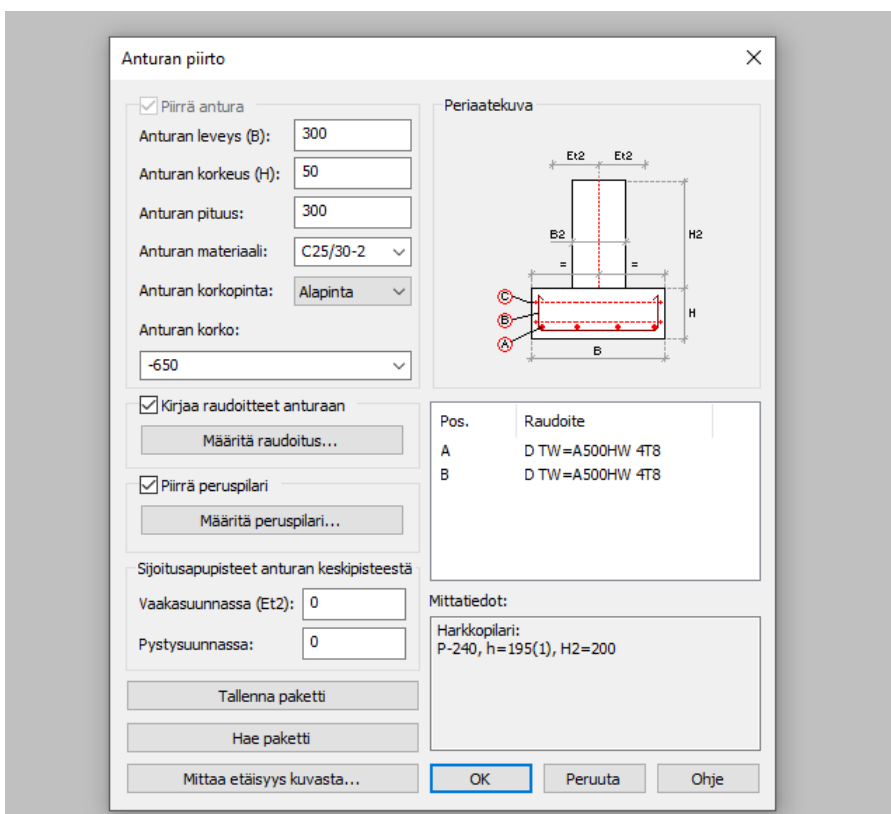 Anturan piirto
Piirrä antura
Anturan leveys (B): 300
Anturan korkeus (H): 50
Anturan pituus: 300
Anturan materiaali: C25/30-2
Anturan korkopinta: Alapinta
Anturan korko:
-650
Kirjaa raudoitteet anturaan
Määritä raudoitus...
Piirrä peruspilari
Määritä peruspilari...
Sijoitusapupisteet anturan keskipisteestä
Vaakasuunnassa (Et2): 0
Pystysuunnassa: 0
Tallenna paketti
Hae paketti
Mittaa etäisyys kuvasta...
Periaatekuva
Et2 Et2
B2 H2
= =
C
B H
A
B
Pos. Raudoite
A D TW=A500HW 4T8
B D TW=A500HW 4T8
Mittatiedot:
Harkkopilari:
P-240, h=195(1), H2=200
OK Peruuta Ohje